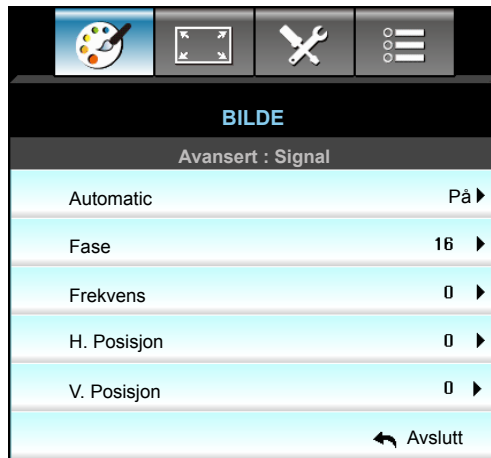 BILDE
Avansert : Signal
Automatic På
Fase 16
Frekvens 0
H. Posisjon 0
V. Posisjon 0
Avslutt